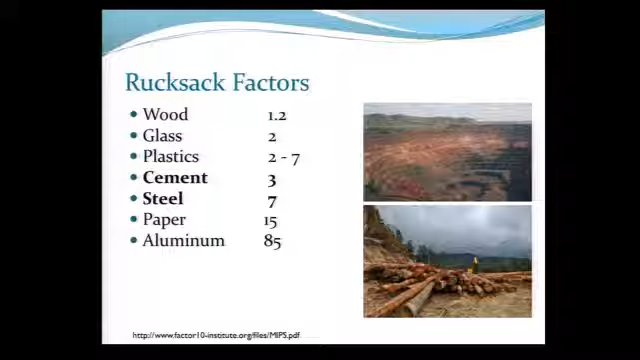 Rucksack Factors
• Wood 1.2
• Glass 2
• Plastics 2 - 7
• Cement 3
• Steel 7
• Paper 15
• Aluminum 85
http://www.factor10-institute.org/files/MIPS.pdf